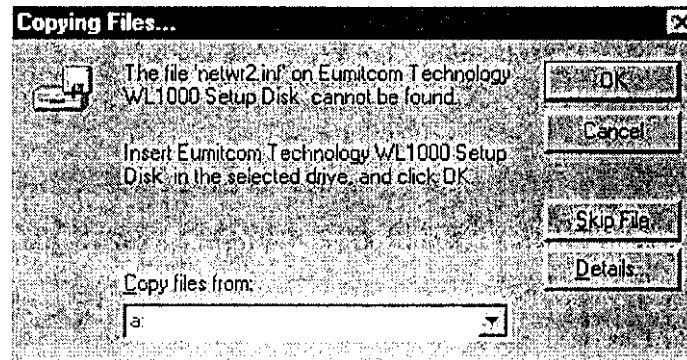 Copying Files...
The file 'netwr2.inf' on Eumitcom Technology
WL1000 Setup Disk cannot be found.
Insert Eumitcom Technology WL1000 Setup
Disk in the selected drive, and click OK.
Copy files from:
a:
OK
Cancel
Skip File
Details...